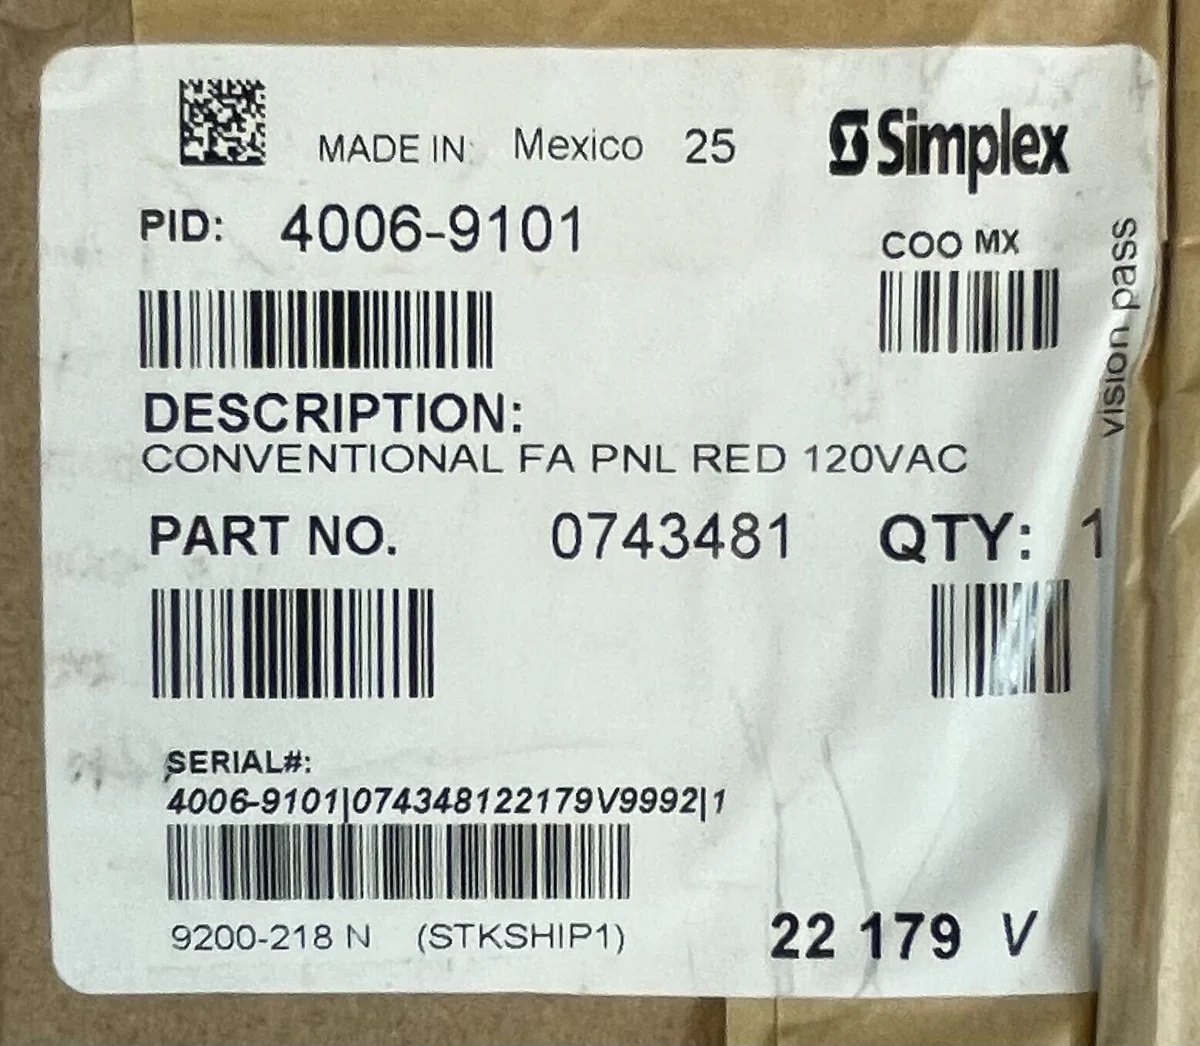 MADE IN: Mexico 25
Simplex
PID: 4006-9101
COO MX
vision pass
DESCRIPTION:
CONVENTIONAL FA PNL RED 120VAC
PART NO. 0743481 QTY: 1
SERIAL#:
4006-9101|074348122179V9992|1
9200-218 N (STKSHIP1)
22 179 V